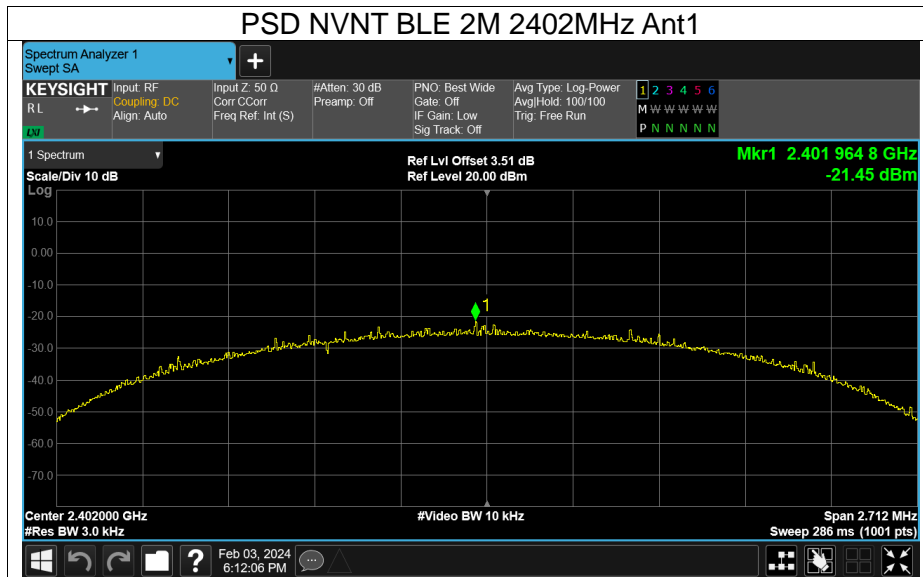 PSD NVNT BLE 2M 2402MHz Ant1
Spectrum Analyzer 1
Swept SA
▼
+
KEYSIGHT
RL
LXI
Input: RF
Coupling: DC
Align: Auto
Input Z: 50 Ω
Corr CCorr
Freq Ref: Int (S)
#Atten: 30 dB
Preamp: Off
PNO: Best Wide
Gate: Off
IF Gain: Low
Sig Track: Off
Avg Type: Log-Power
Avg|Hold: 100/100
Trig: Free Run
1 2 3 4 5 6
M W W W W W
P N N N N N
1 Spectrum ▼
Scale/Div 10 dB
Ref Lvl Offset 3.51 dB
Ref Level 20.00 dBm
Mkr1 2.401 964 8 GHz
-21.45 dBm
Log
10.0
0.00
-10.0
-20.0
-30.0
-40.0
-50.0
-60.0
-70.0
1
Center 2.402000 GHz
#Res BW 3.0 kHz
#Video BW 10 kHz
Span 2.712 MHz
Sweep 286 ms (1001 pts)
?
Feb 03, 2024
6:12:06 PM